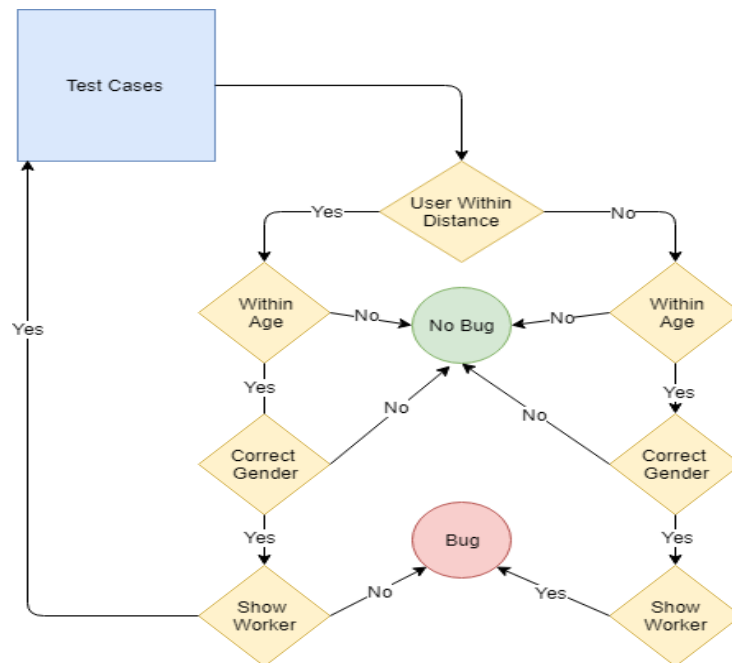 Test Cases
User Within
Distance
Yes
No
Within
Age
No
No Bug
No
Within
Age
Yes
Yes
Yes
No
No
Correct
Gender
Correct
Gender
Yes
Bug
Yes
Show
Worker
No
Yes
Show
Worker